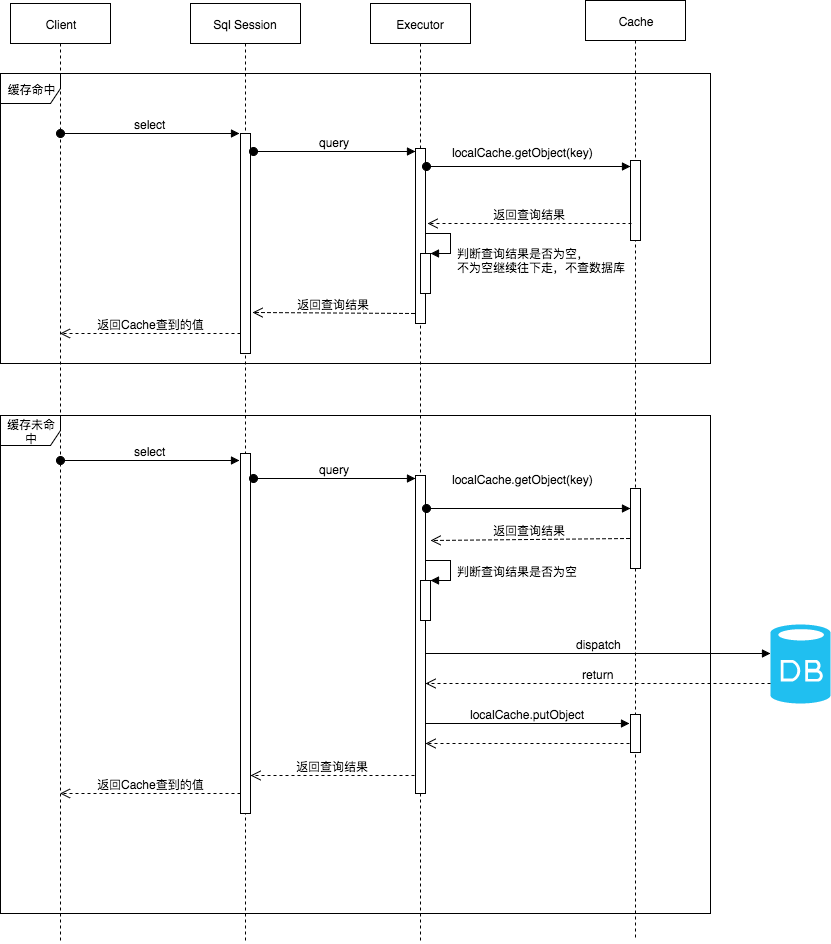 Client
Sql Session
Executor
Cache
缓存命中
select
query
localCache.getObject(key)
返回查询结果
判断查询结果是否为空，
不为空继续往下走，不查数据库
返回查询结果
返回Cache查到的值
缓存未命
中
select
query
localCache.getObject(key)
返回查询结果
判断查询结果是否为空
dispatch
DB
return
localCache.putObject
返回查询结果
返回Cache查到的值